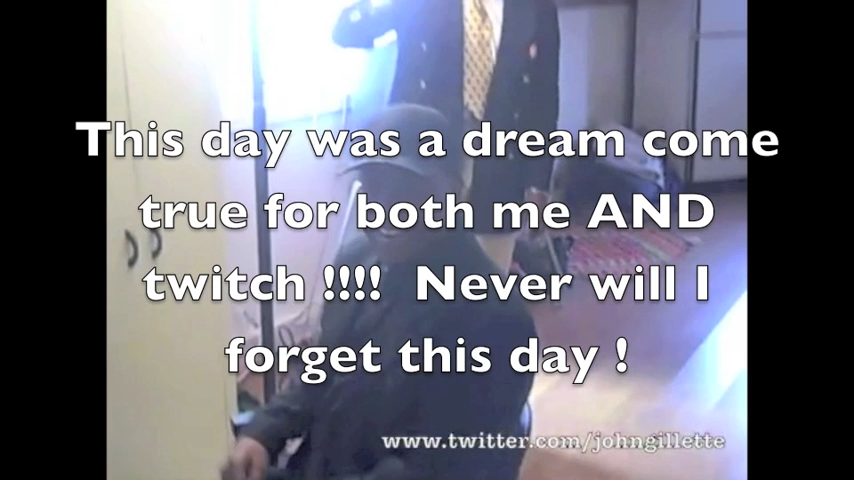 This day was a dream come
true for both me AND
twitch !!!!  Never will I
forget this day !
www.twitter.com/johngillette